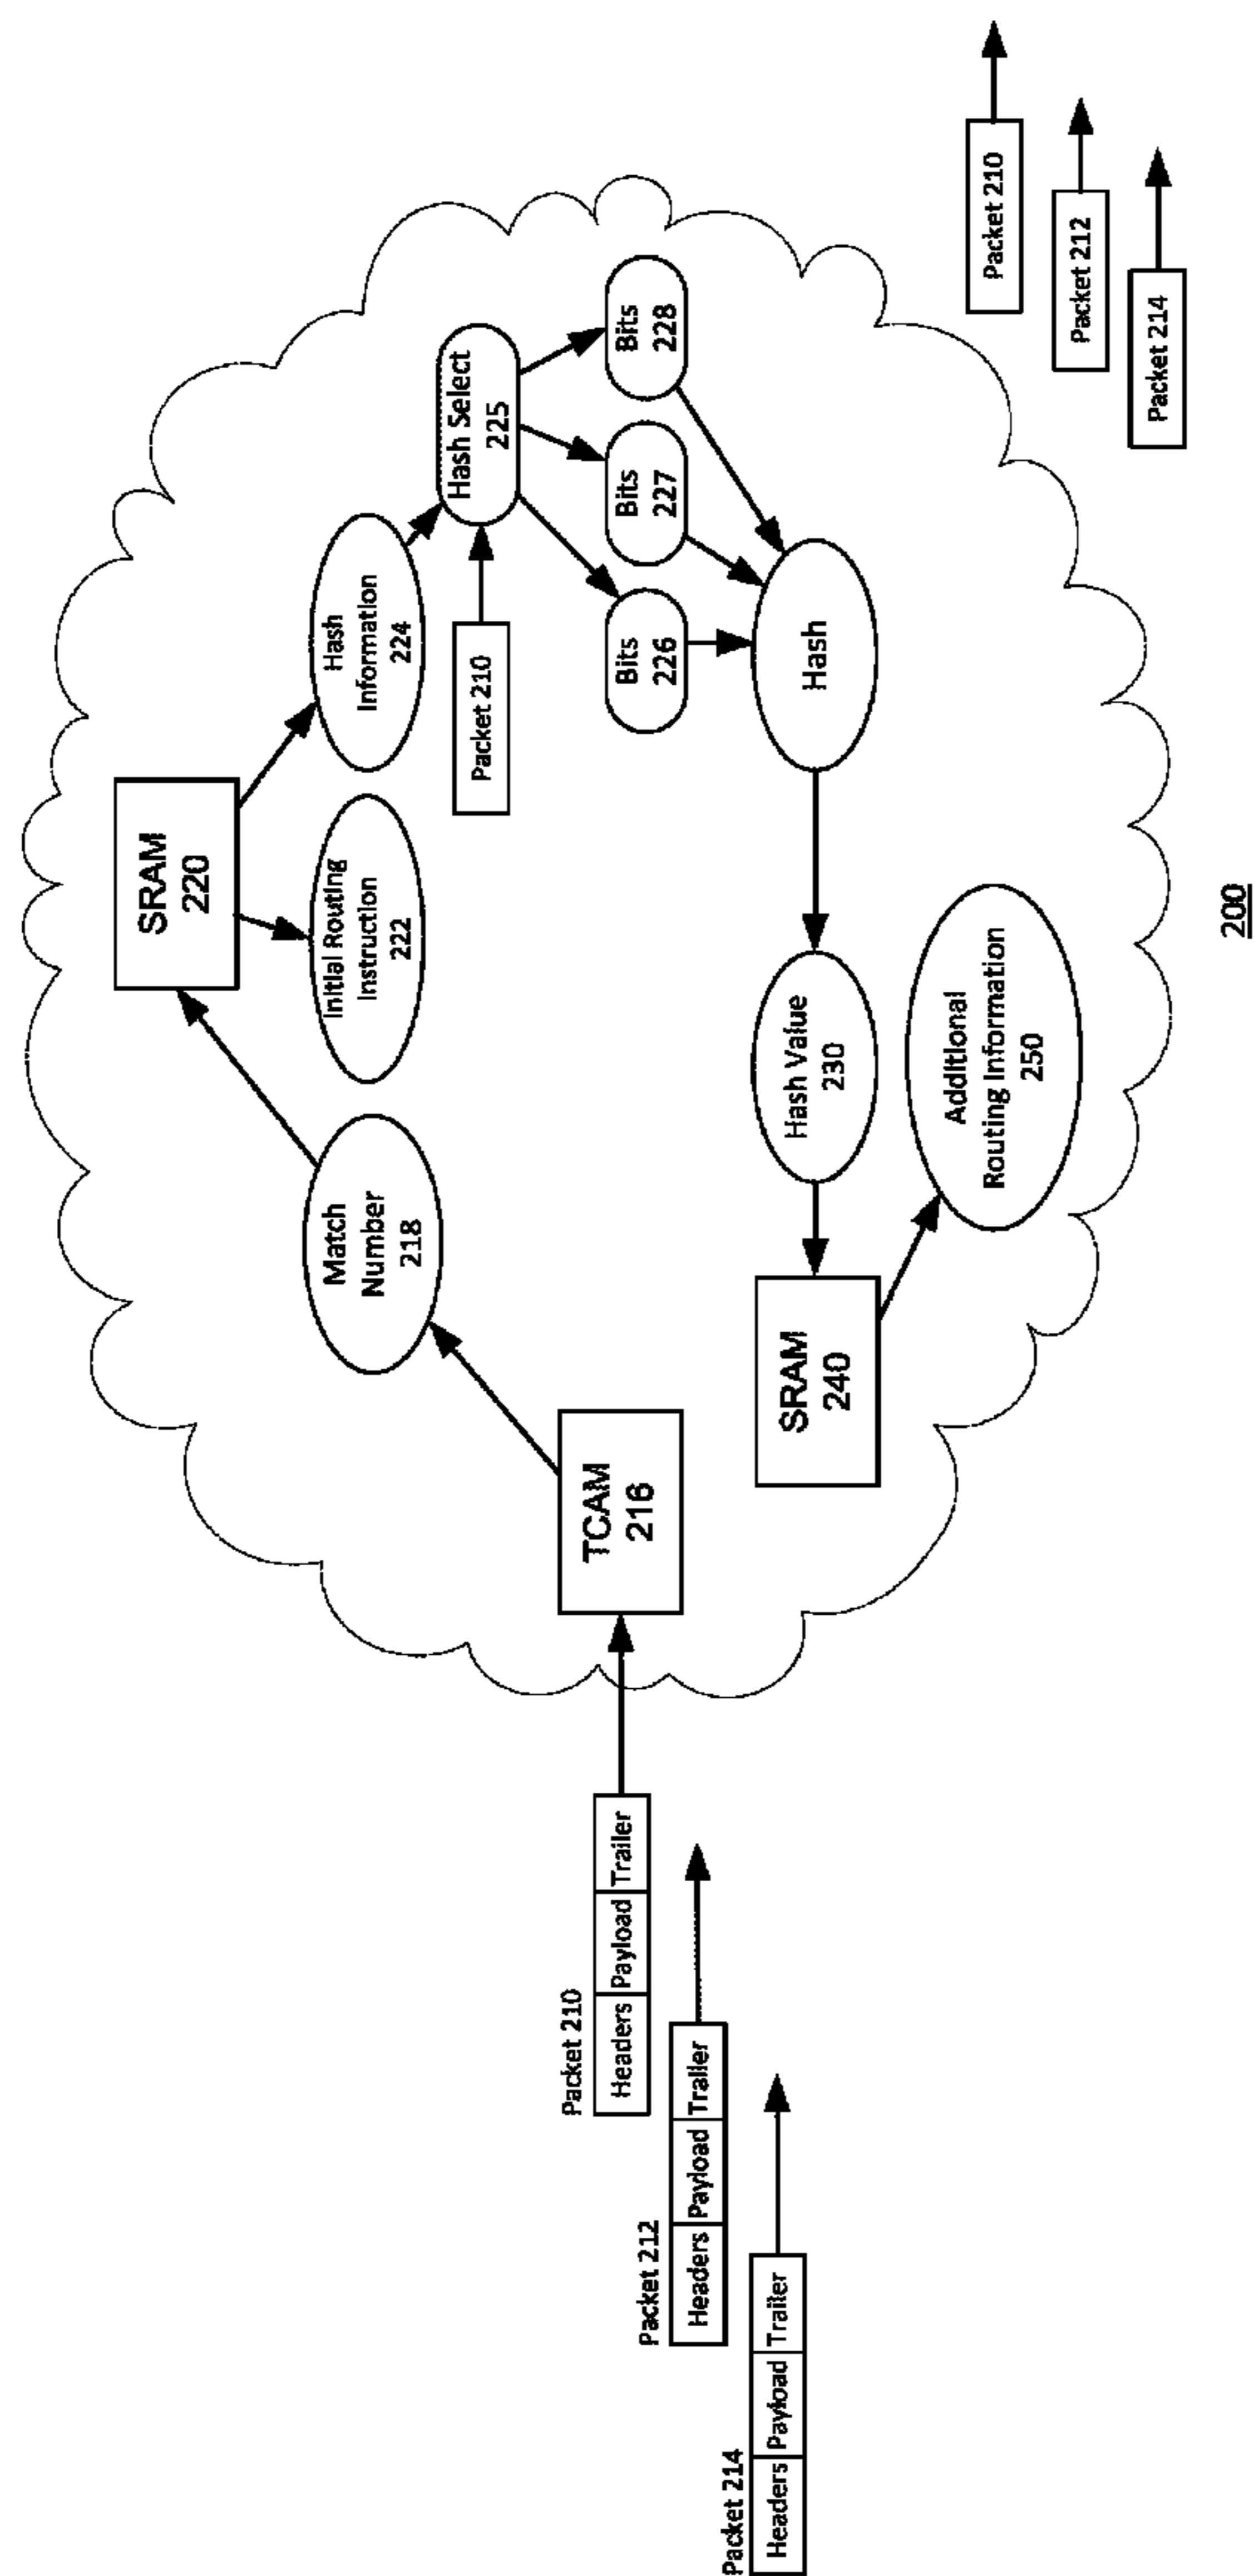 Packet 214
Headers
Payload
Trailer
Packet 212
Headers
Payload
Trailer
Packet 210
Headers
Payload
Trailer
TCAM
216
Match
Number
218
SRAM
220
Initial Routing
Instruction
222
Hash
Information
224
Packet 210
Hash Select
225
Bits
226
Bits
227
Bits
228
Hash
Hash Value
230
SRAM
240
Additional
Routing Information
250
Packet 210
Packet 212
Packet 214
200